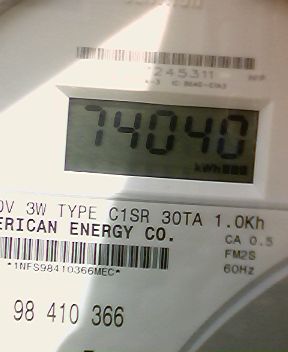 245311
74040
kWh
0V 3W TYPE C1SR 30TA 1.0Kh
ERICAN ENERGY CO.
CA 0.5
FM2S
60Hz
*1NFS98410366MEC*
98 410 366